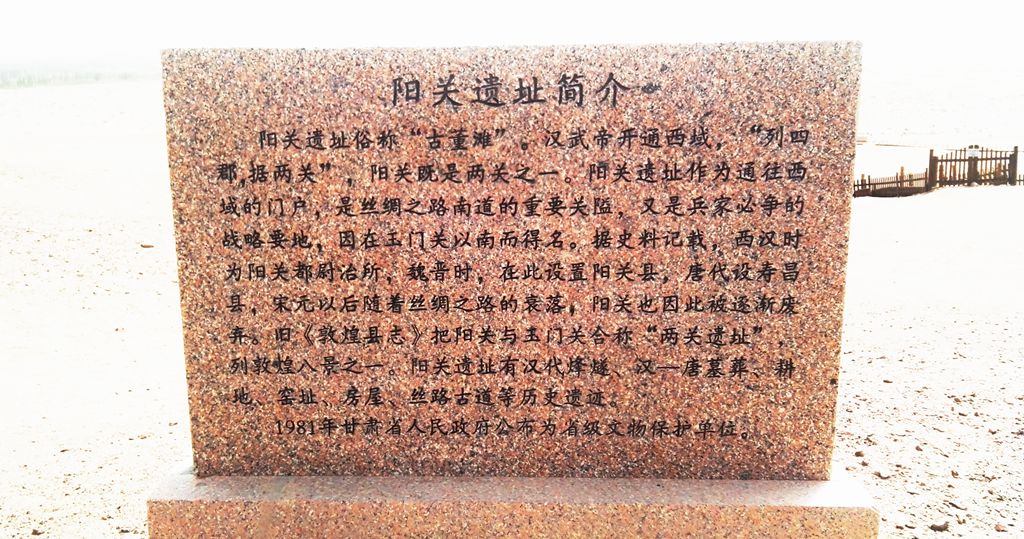 阳关遗址简介
阳关遗址俗称“古董滩”。汉武帝开通西域，“列四
郡,据两关”，阳关既是两关之一。阳关遗址作为通往西
域的门户，是丝绸之路南道的重要关隘，又是兵家必争的
战略要地，因在玉门关以南而得名。据史料记载，西汉时
为阳关都尉治所，魏晋时，在此设置阳关县，唐代设寿昌
县，宋元以后随着丝绸之路的衰落，阳关也因此被逐渐废
弃。旧《敦煌县志》把阳关与玉门关合称“两关遗址”，
列敦煌八景之一。阳关遗址有汉代烽燧、汉—唐墓葬、耕
地、窑址、房屋、丝路古道等历史遗迹。
1981年甘肃省人民政府公布为省级文物保护单位。